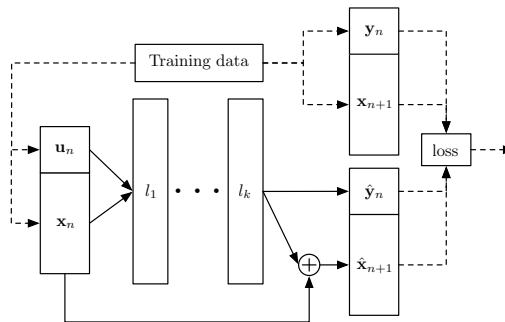 y_n
Training data
x_{n+1}
u_n
loss
l_1
. . .
l_k
ŷ_n
x_n
x̂_{n+1}
+